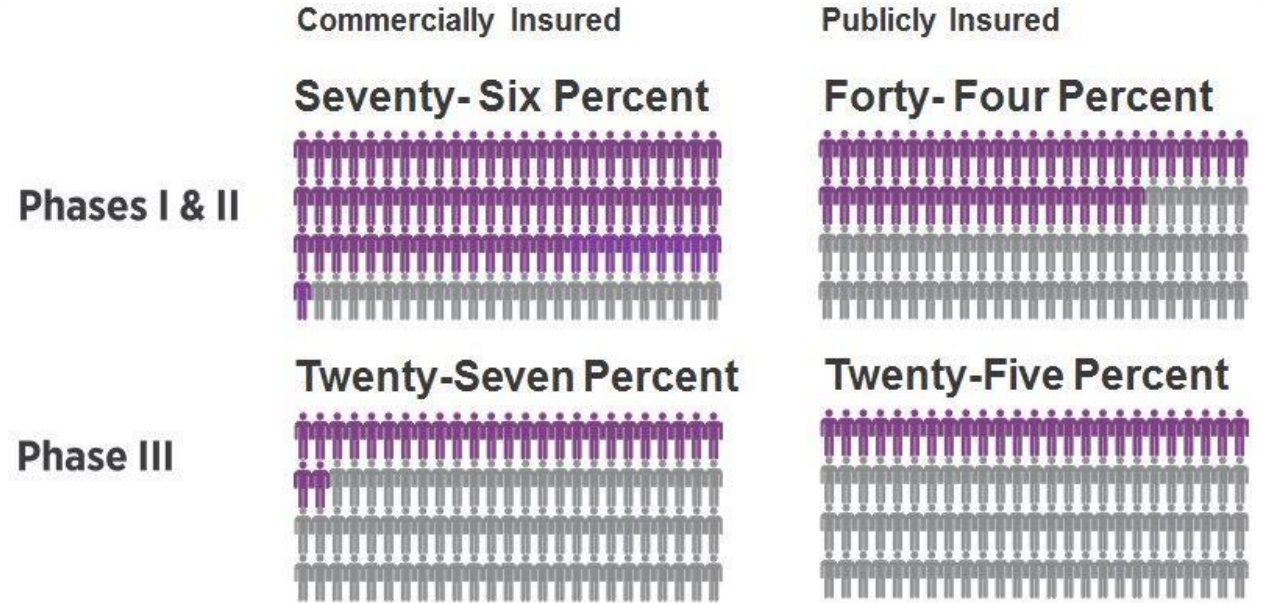 Commercially Insured
Publicly Insured
Seventy- Six Percent
Forty- Four Percent
Phases I & II
Twenty-Seven Percent
Twenty-Five Percent
Phase III